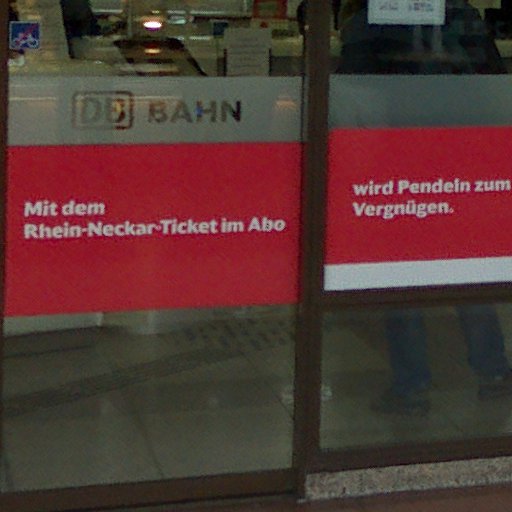 DB BAHN
Mit dem
Rhein-Neckar-Ticket im Abo
wird Pendeln zum
Vergnügen.